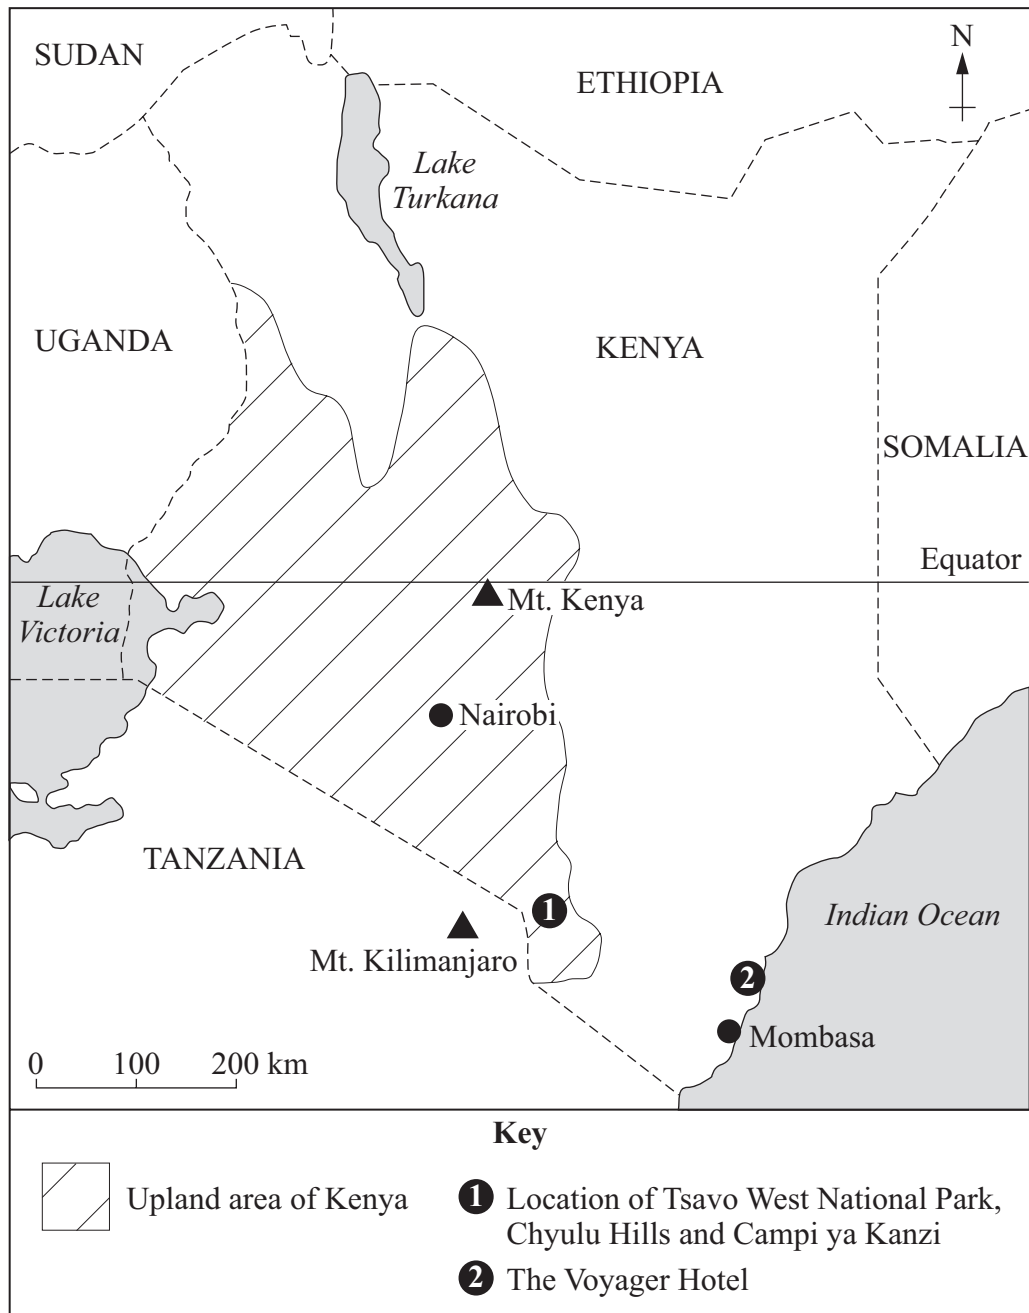 SUDAN
ETHIOPIA
N
Lake
Turkana
UGANDA
KENYA
SOMALIA
Equator
Lake
Victoria
Mt. Kenya
Nairobi
TANZANIA
1
Indian Ocean
Mt. Kilimanjaro
2
Mombasa
0 100 200 km
Key
Upland area of Kenya
1 Location of Tsavo West National Park,
Chyulu Hills and Campi ya Kanzi
2 The Voyager Hotel